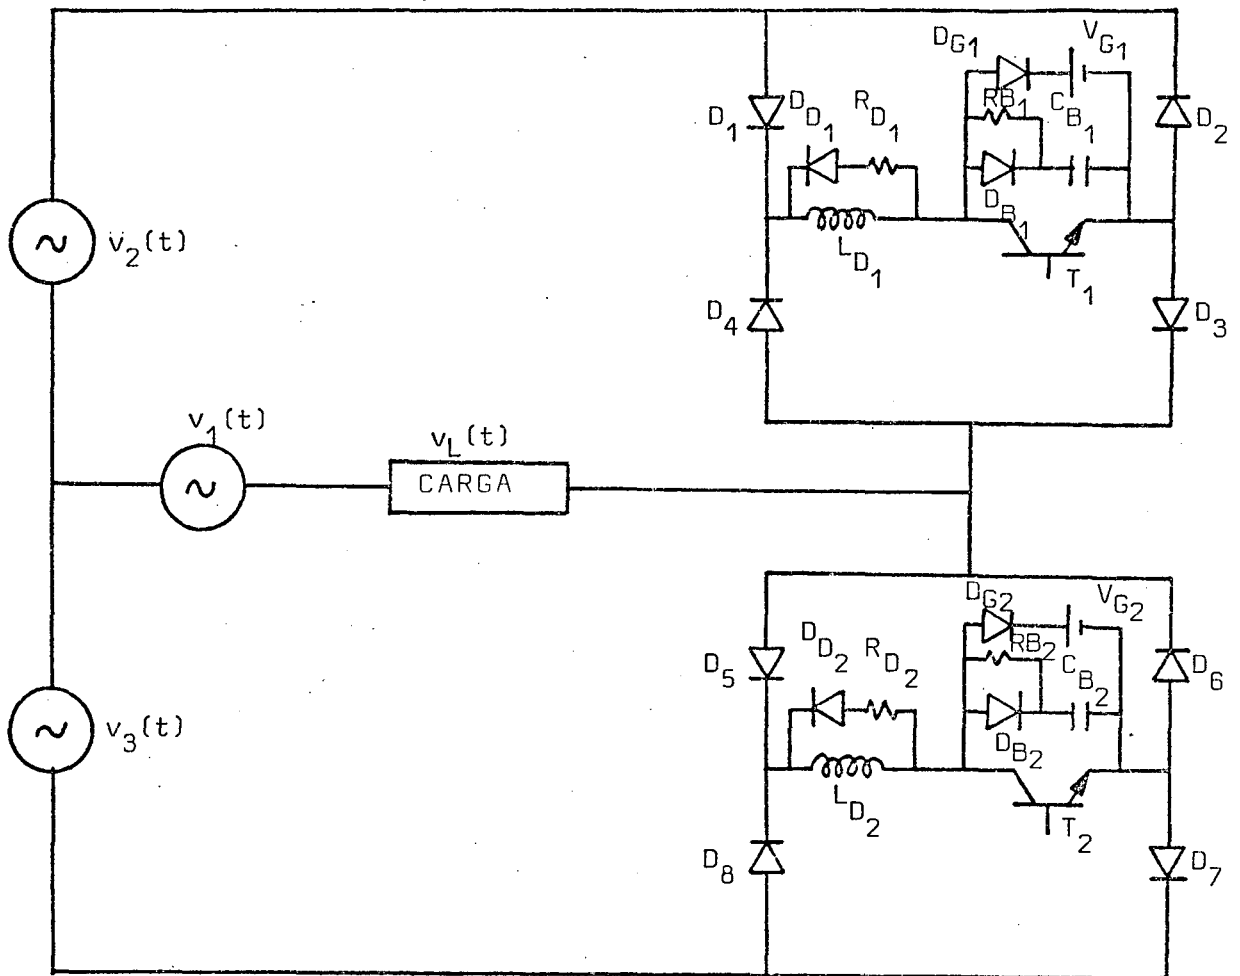 D_G1 V_G1
D_1 D_D1 R_D1 RB_1 C_B1 D_2
D_B1
v_2(t)
L_D1 T_1
D_4 D_3
v_1(t)
v_L(t)
CARGA
D_G2 V_G2
D_5 D_D2 R_D2 RB_2 C_B2 D_6
v_3(t)
D_B2
L_D2 T_2
D_8 D_7